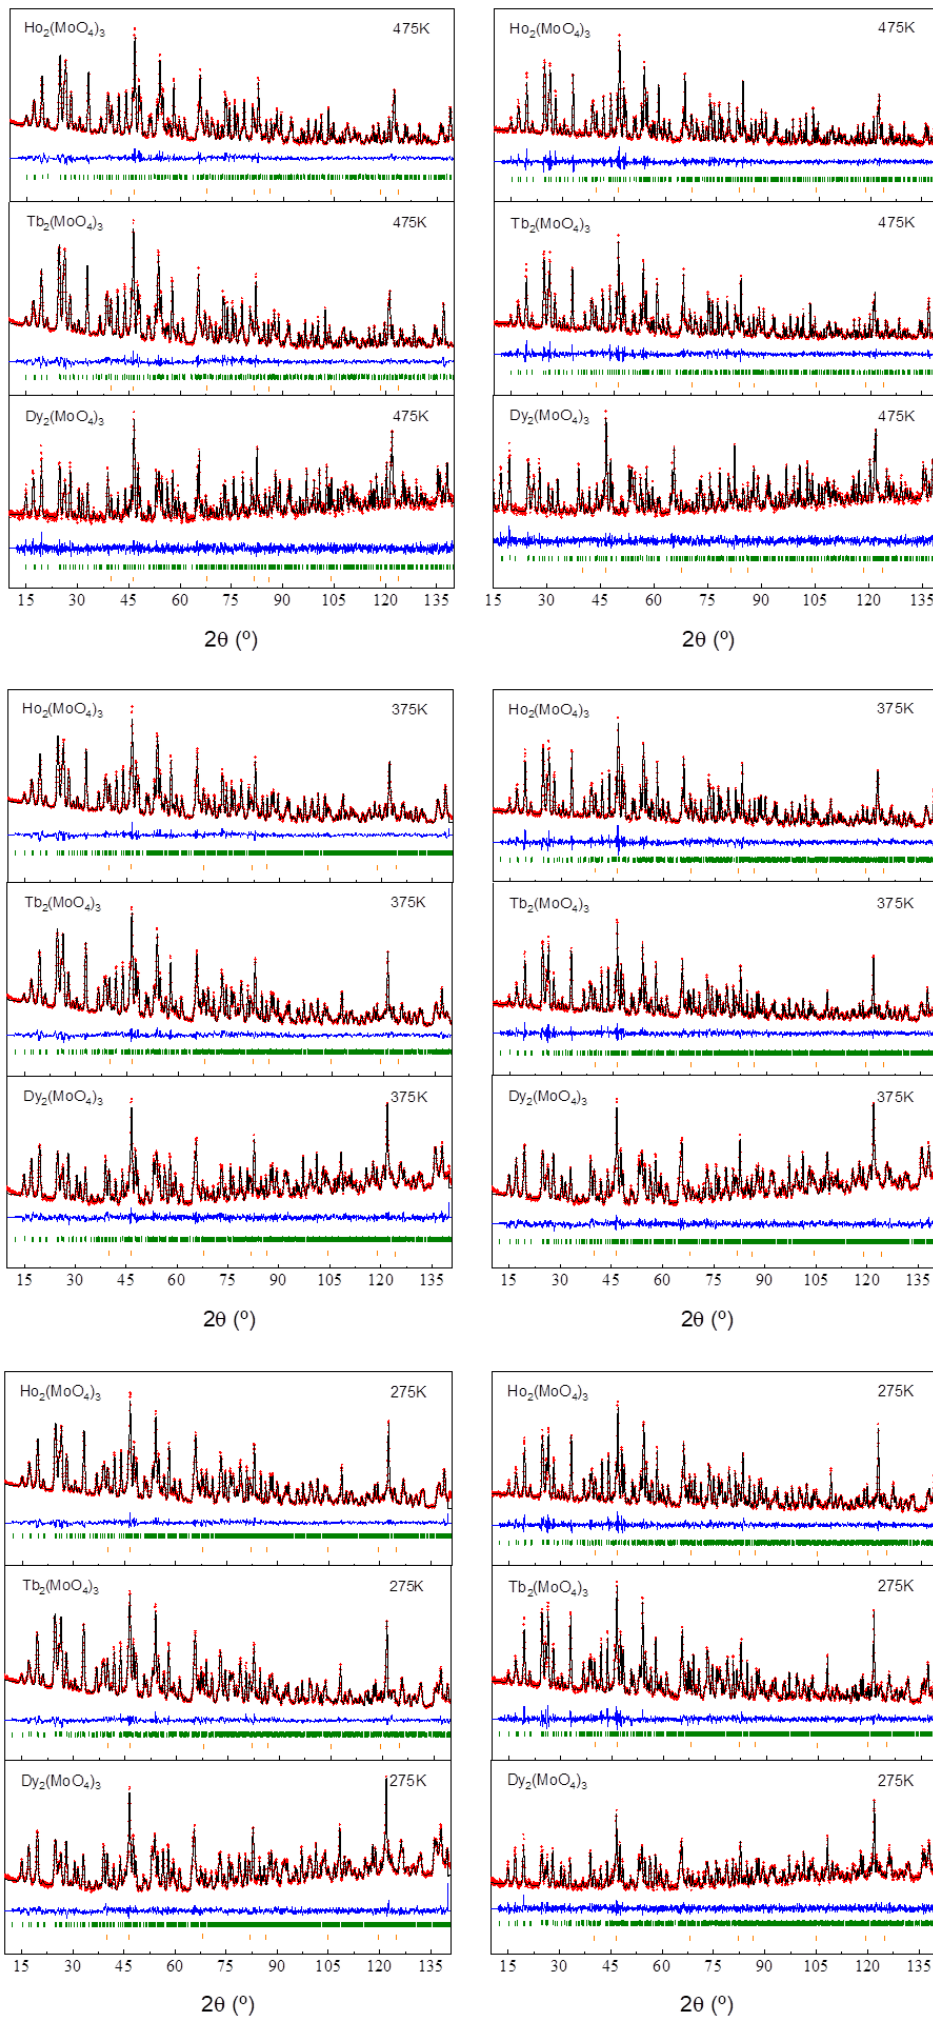 Ho₂(MoO₄)₃ 475K
Tb₂(MoO₄)₃ 475K
Dy₂(MoO₄)₃ 475K
15 30 45 60 75 90 105 120 135
2θ (º)
Ho₂(MoO₄)₃ 475K
Tb₂(MoO₄)₃ 475K
Dy₂(MoO₄)₃ 475K
15 30 45 60 75 90 105 120 135
2θ (º)
Ho₂(MoO₄)₃ 375K
Tb₂(MoO₄)₃ 375K
Dy₂(MoO₄)₃ 375K
15 30 45 60 75 90 105 120 135
2θ (º)
Ho₂(MoO₄)₃ 375K
Tb₂(MoO₄)₃ 375K
Dy₂(MoO₄)₃ 375K
15 30 45 60 75 90 105 120 135
2θ (º)
Ho₂(MoO₄)₃ 275K
Tb₂(MoO₄)₃ 275K
Dy₂(MoO₄)₃ 275K
15 30 45 60 75 90 105 120 135
2θ (º)
Ho₂(MoO₄)₃ 275K
Tb₂(MoO₄)₃ 275K
Dy₂(MoO₄)₃ 275K
15 30 45 60 75 90 105 120 135
2θ (º)